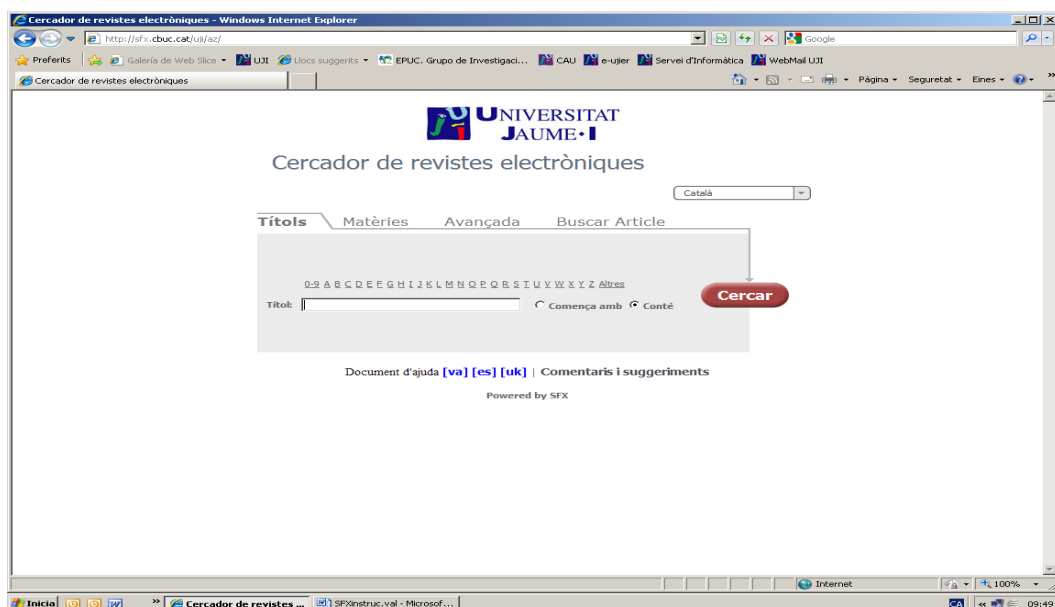 Cercador de revistes electròniques - Windows Internet Explorer
http://sfx.cbuc.cat/uji/az/
Google
Preferits Galeria de Web Slice UJI Llocs suggerits EPUC. Grupo de Investigaci... CAU e-ujier Servei d'Informàtica WebMail UJI
Cercador de revistes electròniques
Pàgina Seguretat Eines
UNIVERSITAT
JAUME·I
Cercador de revistes electròniques
Català
Títols Matèries Avançada Buscar Article
0-9 A B C D E F G H I J K L M N O P Q R S T U V W X Y Z Altres
Títol: Comença amb Conté
Cercar
Document d'ajuda [va] [es] [uk] | Comentaris i suggeriments
Powered by SFX
Internet 100%
Inicia Cercador de revistes ... SFXinstruc.val - Microsof... CA 09:49